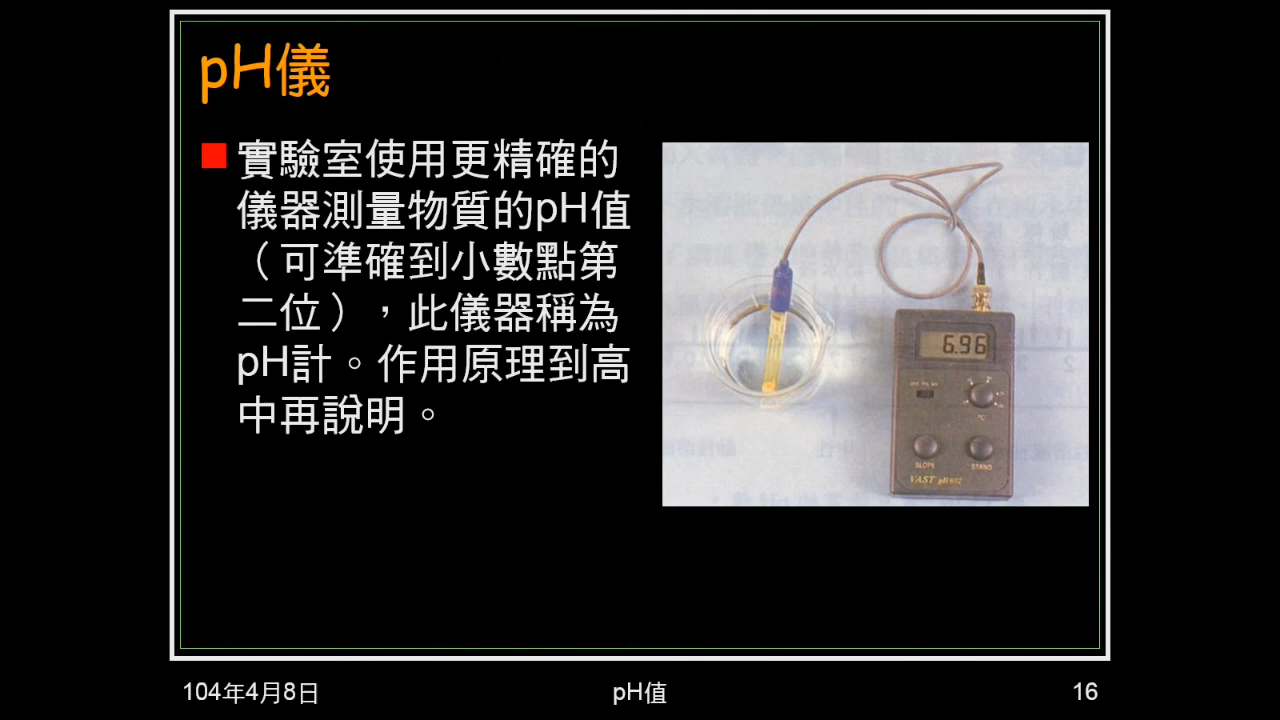 pH儀
實驗室使用更精確的
儀器測量物質的pH值
（可準確到小數點第
二位），此儀器稱為
pH計。作用原理到高
中再說明。
6.96
SLOPE
STAND
VAST pH802
104年4月8日
pH值
16